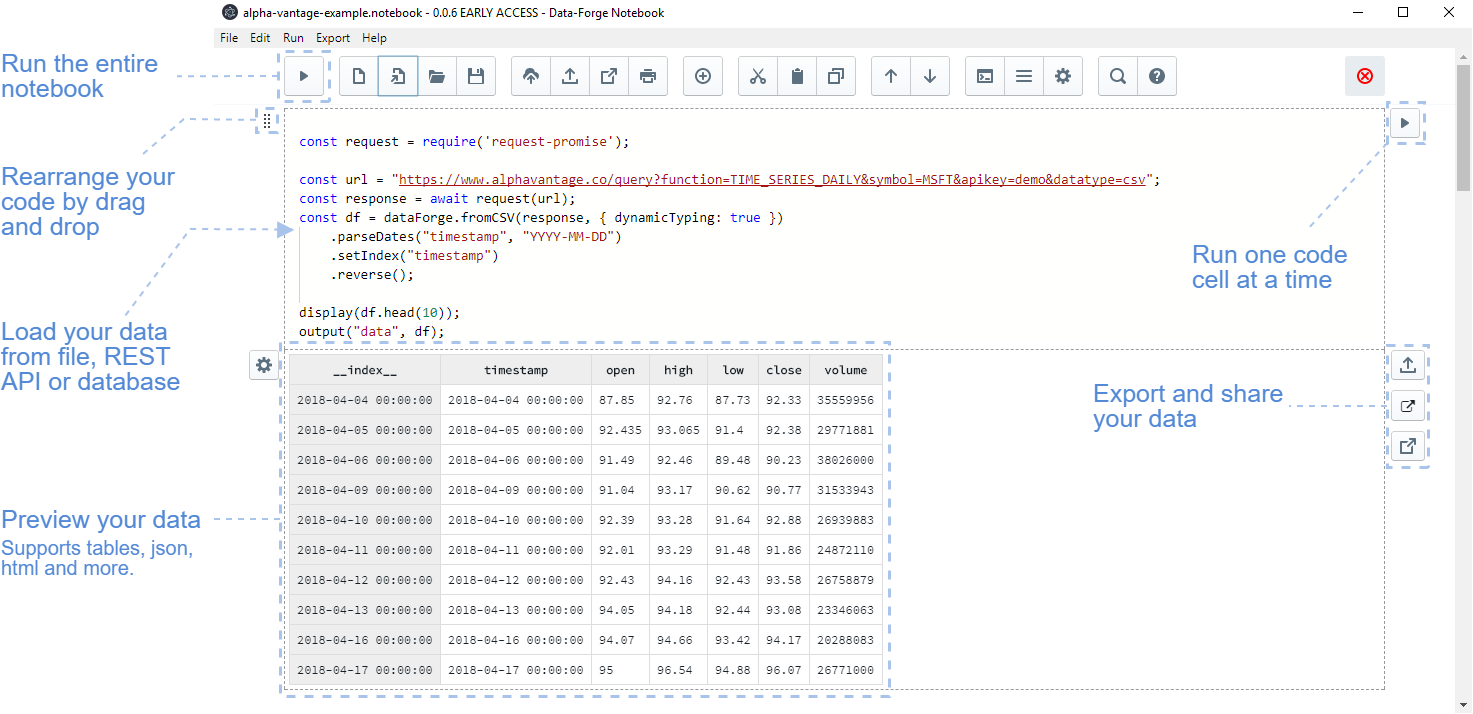 alpha-vantage-example.notebook - 0.0.6 EARLY ACCESS - Data-Forge Notebook
File Edit Run Export Help
Run the entire
notebook
Rearrange your
code by drag
and drop
Load your data
from file, REST
API or database
Preview your data
Supports tables, json,
html and more.
const request = require('request-promise');
const url = "https://www.alphavantage.co/query?function=TIME_SERIES_DAILY&symbol=MSFT&apikey=demo&datatype=csv";
const response = await request(url);
const df = dataForge.fromCSV(response, { dynamicTyping: true })
.parseDates("timestamp", "YYYY-MM-DD")
.setIndex("timestamp")
.reverse();
display(df.head(10));
output("data", df);
Run one code
cell at a time
__index__ timestamp open high low close volume
2018-04-04 00:00:00 2018-04-04 00:00:00 87.85 92.76 87.73 92.33 35559956
2018-04-05 00:00:00 2018-04-05 00:00:00 92.435 93.065 91.4 92.38 29771881
2018-04-06 00:00:00 2018-04-06 00:00:00 91.49 92.46 89.48 90.23 38026000
2018-04-09 00:00:00 2018-04-09 00:00:00 91.04 93.17 90.62 90.77 31533943
2018-04-10 00:00:00 2018-04-10 00:00:00 92.39 93.28 91.64 92.88 26939883
2018-04-11 00:00:00 2018-04-11 00:00:00 92.01 93.29 91.48 91.86 24872110
2018-04-12 00:00:00 2018-04-12 00:00:00 92.43 94.16 92.43 93.58 26758879
2018-04-13 00:00:00 2018-04-13 00:00:00 94.05 94.18 92.44 93.08 23346063
2018-04-16 00:00:00 2018-04-16 00:00:00 94.07 94.66 93.42 94.17 20288083
2018-04-17 00:00:00 2018-04-17 00:00:00 95 96.54 94.88 96.07 26771000
Export and share
your data